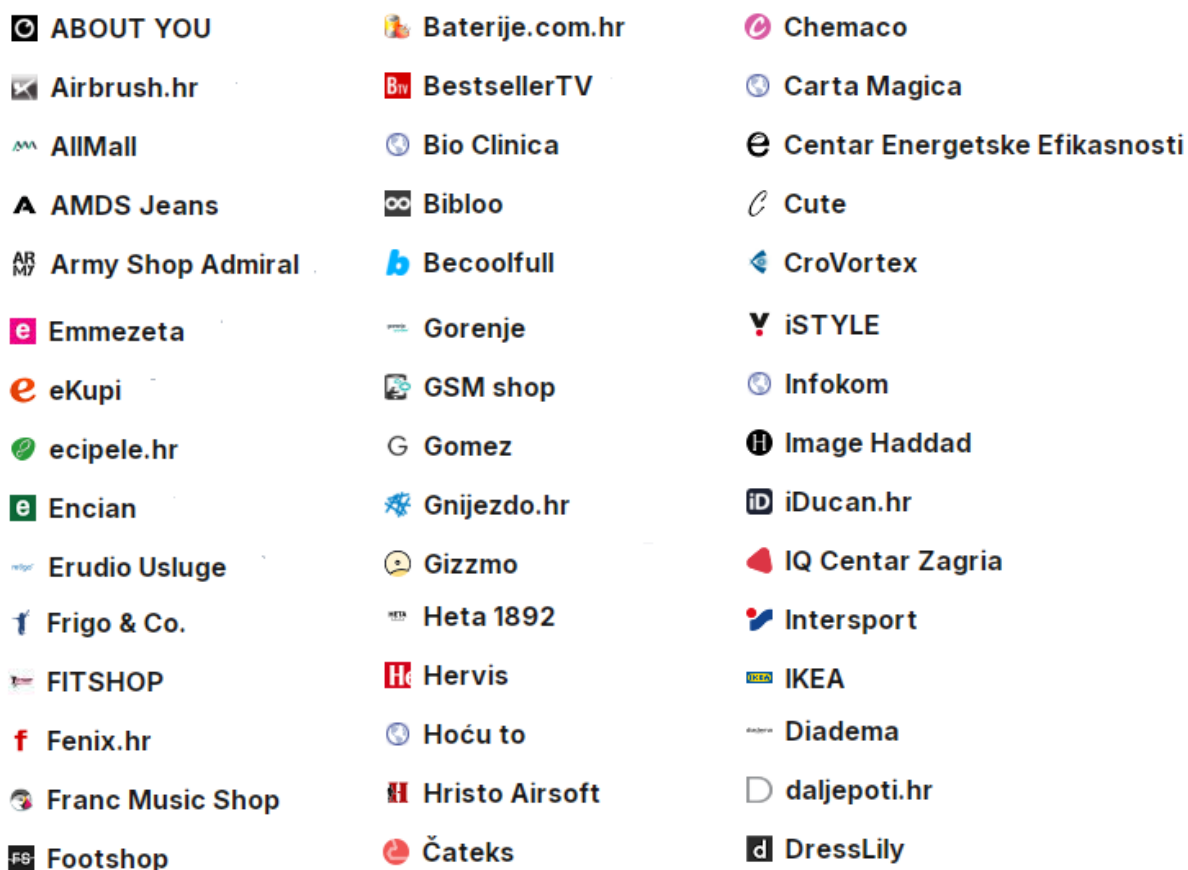 ABOUT YOU
Airbrush.hr
AllMall
AMDS Jeans
Army Shop Admiral
Emmezeta
eKupi
ecipele.hr
Encian
Erudio Usluge
Frigo & Co.
FITSHOP
Fenix.hr
Franc Music Shop
Footshop
Baterije.com.hr
BestsellerTV
Bio Clinica
Bibloo
Becoolfull
Gorenje
GSM shop
Gomez
Gnijezdo.hr
Gizzmo
Heta 1892
Hervis
Hoću to
Hristo Airsoft
Čateks
Chemaco
Carta Magica
Centar Energetske Efikasnosti
Cute
CroVortex
iSTYLE
Infokom
Image Haddad
iDucan.hr
IQ Centar Zagria
Intersport
IKEA
Diadema
daljepoti.hr
DressLily